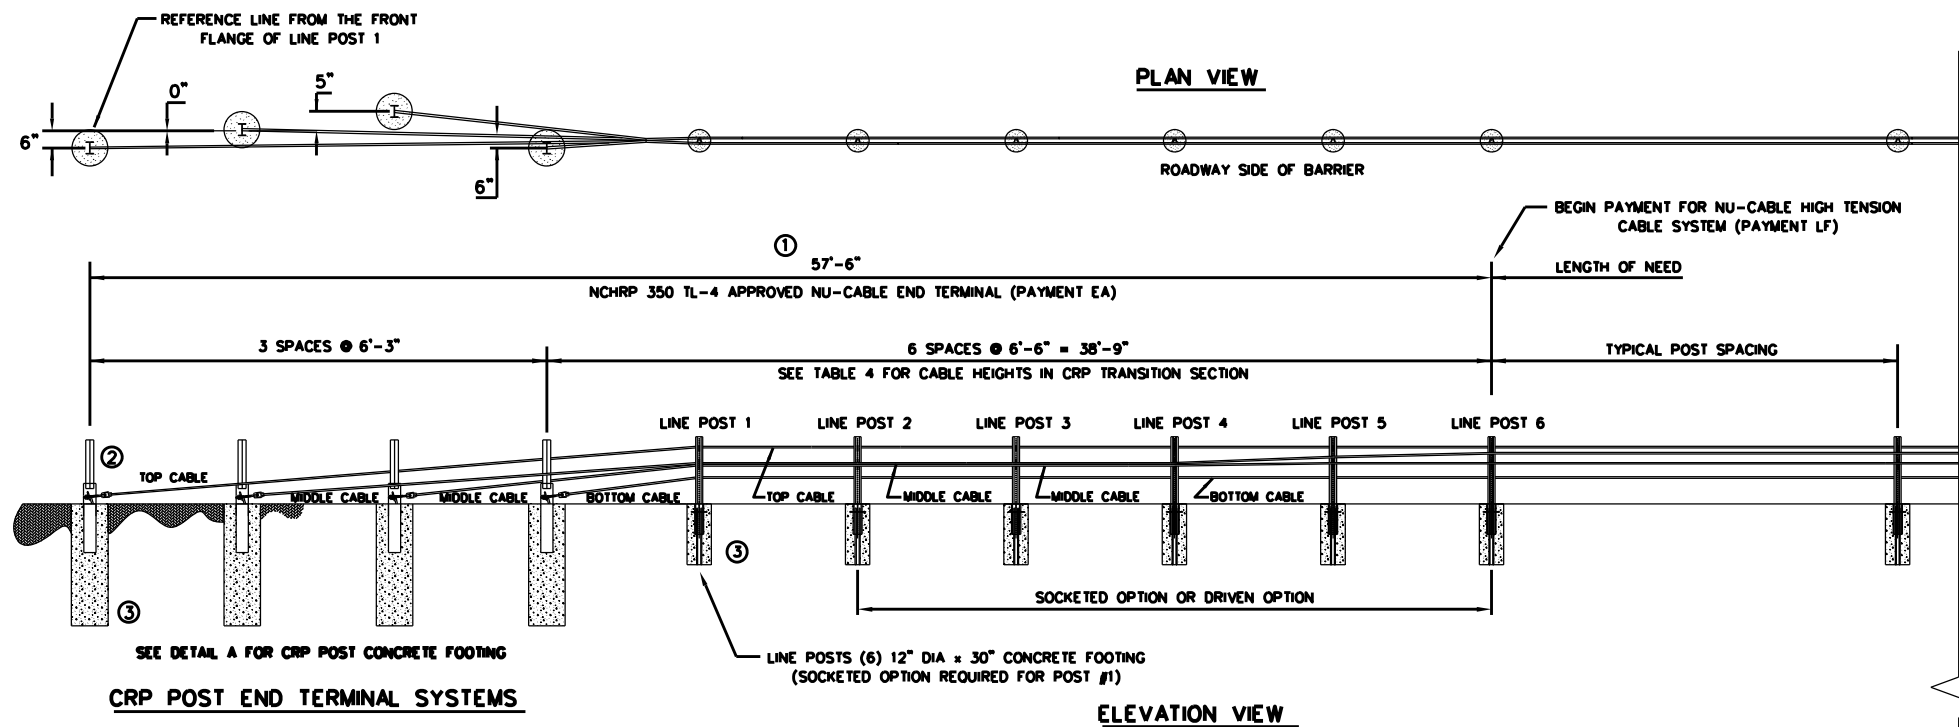 REFERENCE LINE FROM THE FRONT
FLANGE OF LINE POST 1
PLAN VIEW
5"
0"
6"
6"
ROADWAY SIDE OF BARRIER
BEGIN PAYMENT FOR NU-CABLE HIGH TENSION
CABLE SYSTEM (PAYMENT LF)
1
57'-6"
LENGTH OF NEED
NCHRP 350 TL-4 APPROVED NU-CABLE END TERMINAL (PAYMENT EA)
3 SPACES @ 6'-3"
6 SPACES @ 6'-6" = 38'-9"
TYPICAL POST SPACING
SEE TABLE 4 FOR CABLE HEIGHTS IN CRP TRANSITION SECTION
LINE POST 1
LINE POST 2
LINE POST 3
LINE POST 4
LINE POST 5
LINE POST 6
2
TOP CABLE
MIDDLE CABLE
MIDDLE CABLE
BOTTOM CABLE
TOP CABLE
MIDDLE CABLE
MIDDLE CABLE
BOTTOM CABLE
3
3
SOCKETED OPTION OR DRIVEN OPTION
SEE DETAIL A FOR CRP POST CONCRETE FOOTING
LINE POSTS (6) 12" DIA x 30" CONCRETE FOOTING
(SOCKETED OPTION REQUIRED FOR POST #1)
CRP POST END TERMINAL SYSTEMS
ELEVATION VIEW